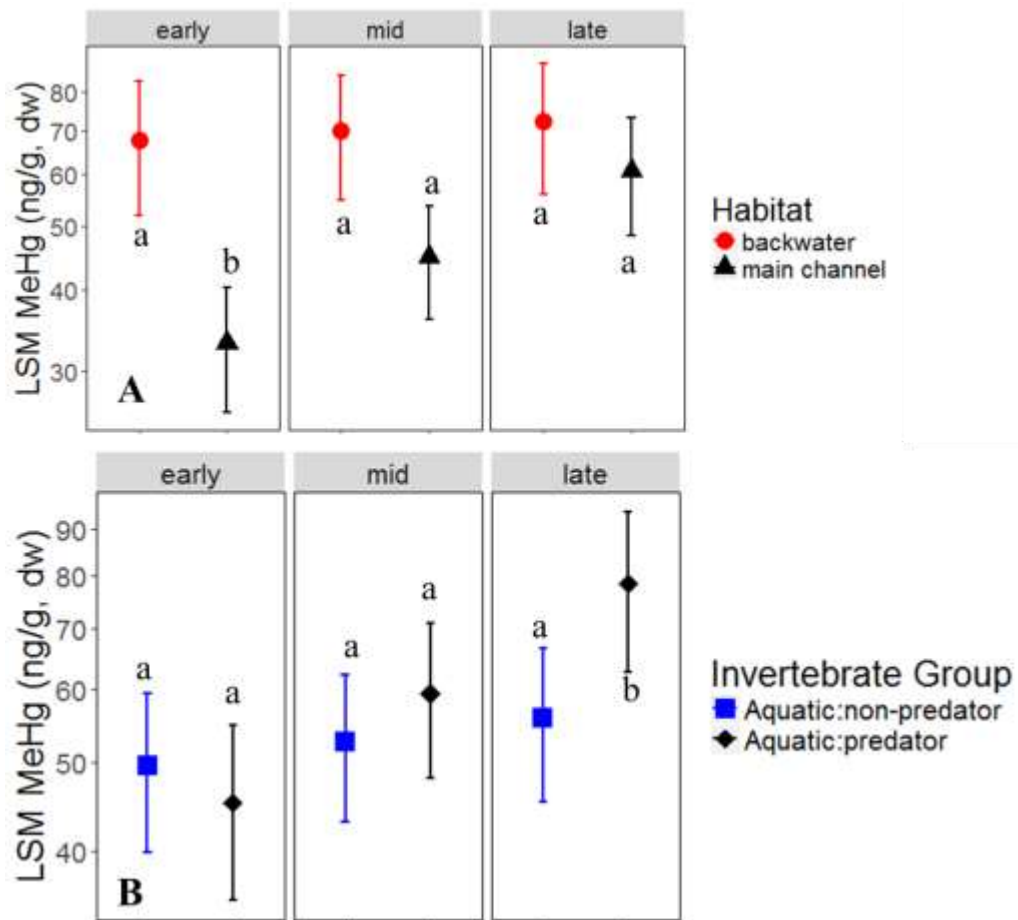 early mid late
LSM MeHg (ng/g, dw)
80
70
60
50
40
30
a
b
a
a
a
a
A
Habitat
backwater
main channel
early mid late
LSM MeHg (ng/g, dw)
90
80
70
60
50
40
a
a
a
a
a
b
B
Invertebrate Group
Aquatic:non-predator
Aquatic:predator